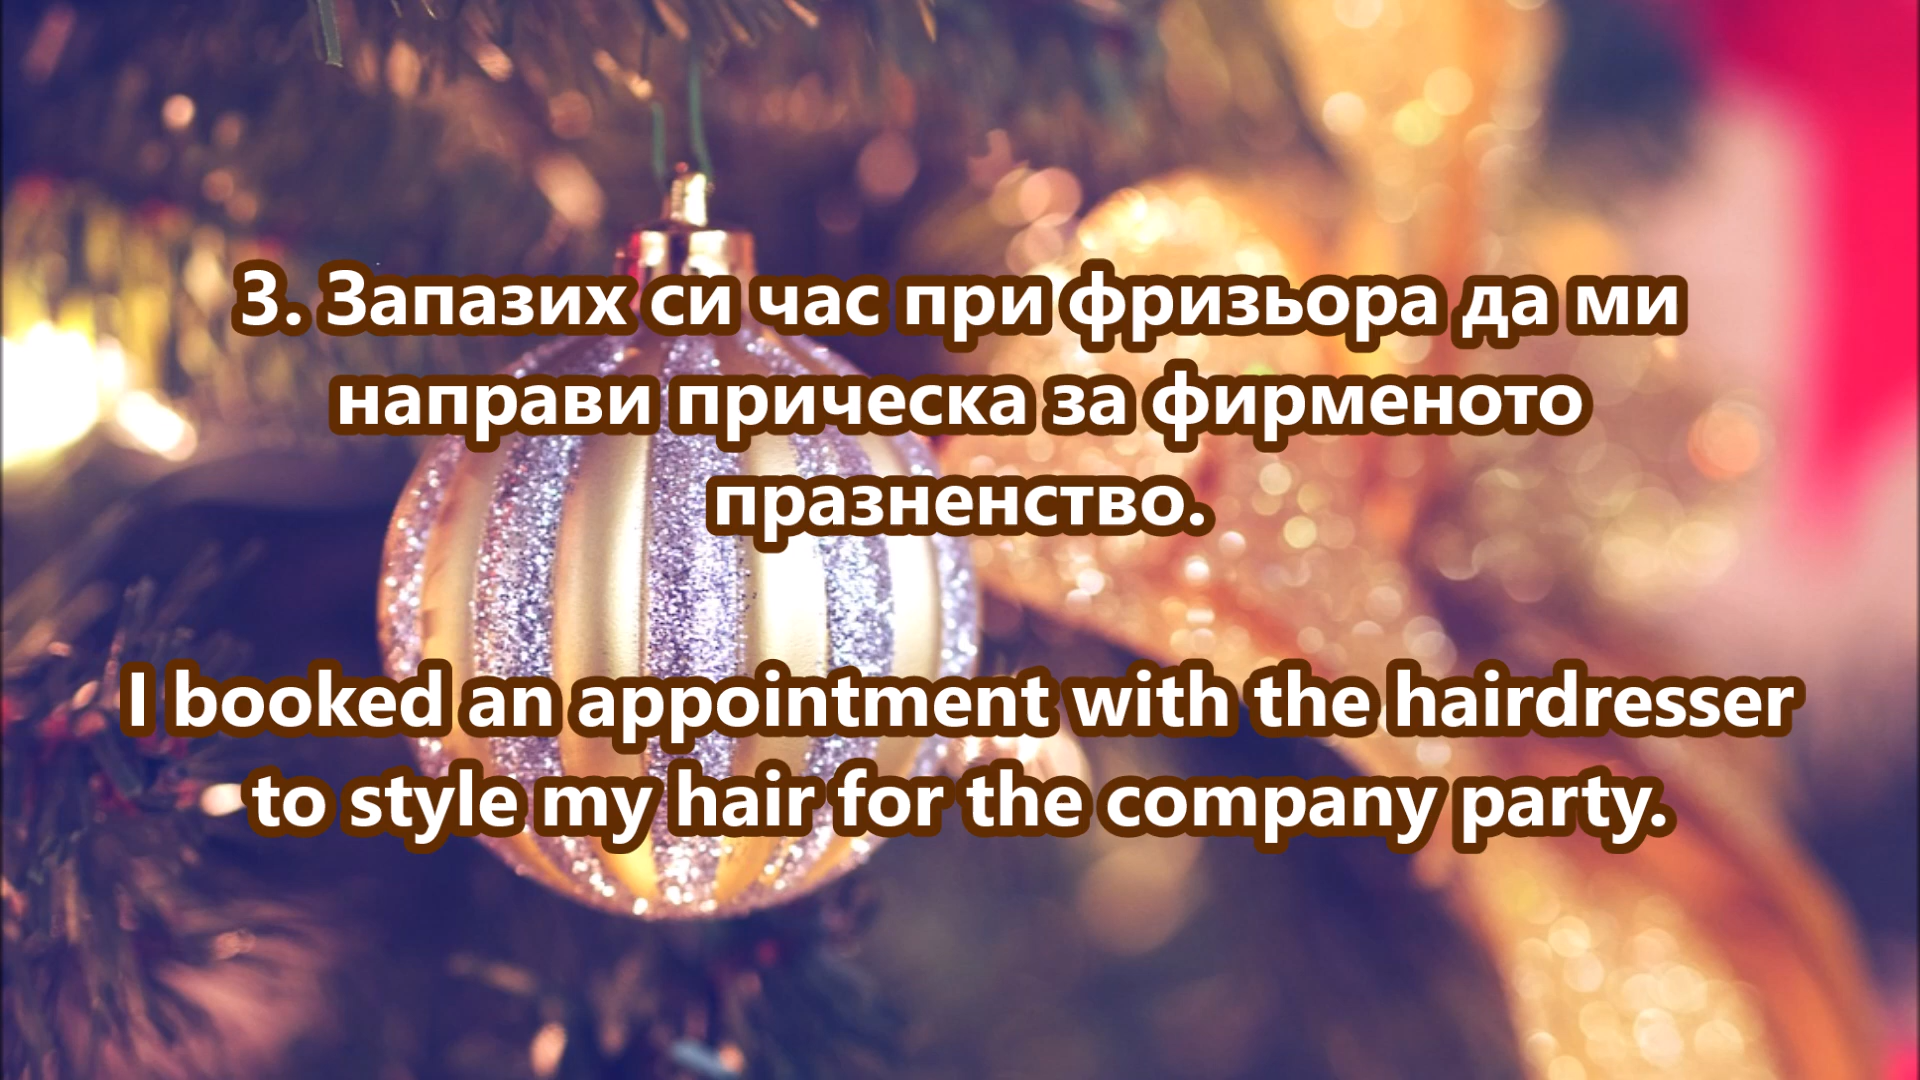 3. Запазих си час при фризьора да ми
направи прическа за фирменото
празненство.
I booked an appointment with the hairdresser
to style my hair for the company party.